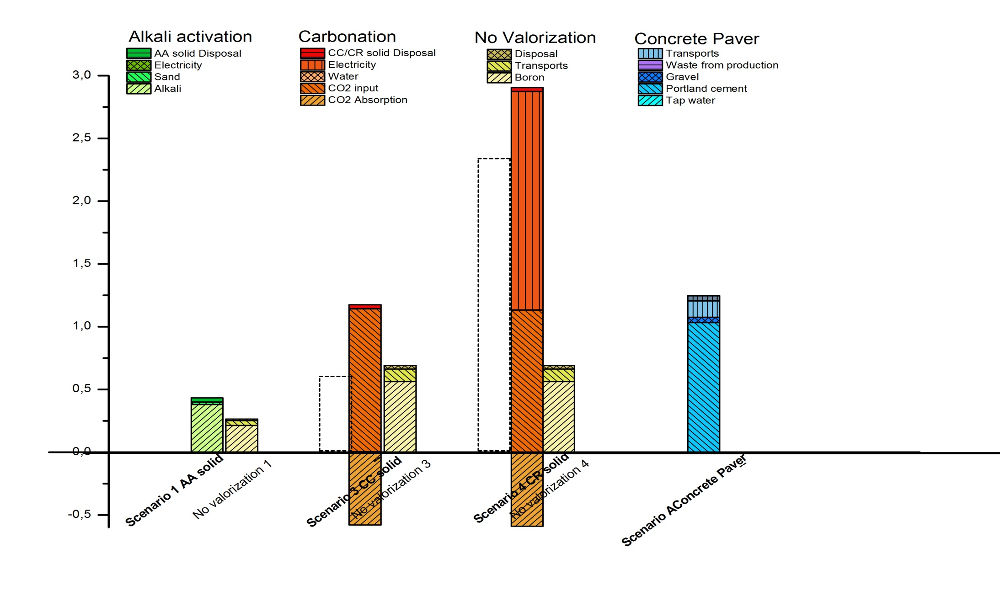 Alkali activation
AA solid Disposal
Electricity
Sand
Alkali
Carbonation
CC/CR solid Disposal
Electricity
Water
CO2 input
CO2 Absorption
No Valorization
Disposal
Transports
Boron
Concrete Paver
Transports
Waste from production
Gravel
Portland cement
Tap water
3,0
2,5
2,0
1,5
1,0
0,5
0,0
-0,5
Scenario 1 AA solid
No valorization 1
--
Scenario 3 CC solid
No valorization 3
Scenario 4 CR solid
No valorization 4
Scenario AConcrete Paver
--